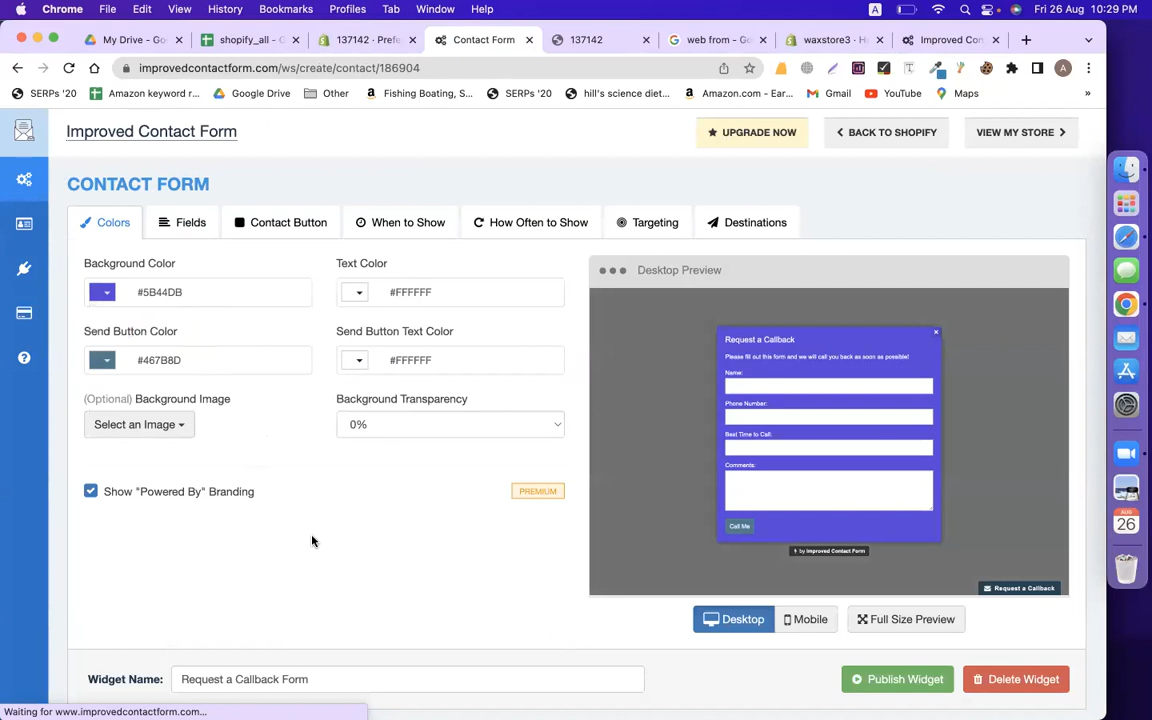 Chrome File Edit View History Bookmarks Profiles Tab Window Help A Fri 26 Aug 10:29 PM
My Drive - Go shopify_all - G 137142 · Prefe Contact Form 137142 web from - Go waxstore3 · H Improved Con
improvedcontactform.com/ws/create/contact/186904 A
SERPs '20 Amazon keyword r... Google Drive Other Fishing Boating, S... SERPs '20 hill's science diet... Amazon.com - Ear... Gmail YouTube Maps »
Improved Contact Form UPGRADE NOW BACK TO SHOPIFY VIEW MY STORE
CONTACT FORM
Colors Fields Contact Button When to Show How Often to Show Targeting Destinations
Background Color Text Color
Desktop Preview
#5B44DB #FFFFFF
Send Button Color Send Button Text Color
#467B8D #FFFFFF
(Optional) Background Image Background Transparency
Select an Image 0%
Show "Powered By" Branding PREMIUM
Request a Callback
Please fill out this form and we will call you back as soon as possible!
Name:
Phone Number:
Best Time to Call:
Comments:
Call Me
by Improved Contact Form
Request a Callback
Desktop Mobile Full Size Preview
Widget Name: Request a Callback Form Publish Widget Delete Widget
Waiting for www.improvedcontactform.com...
AUG
26